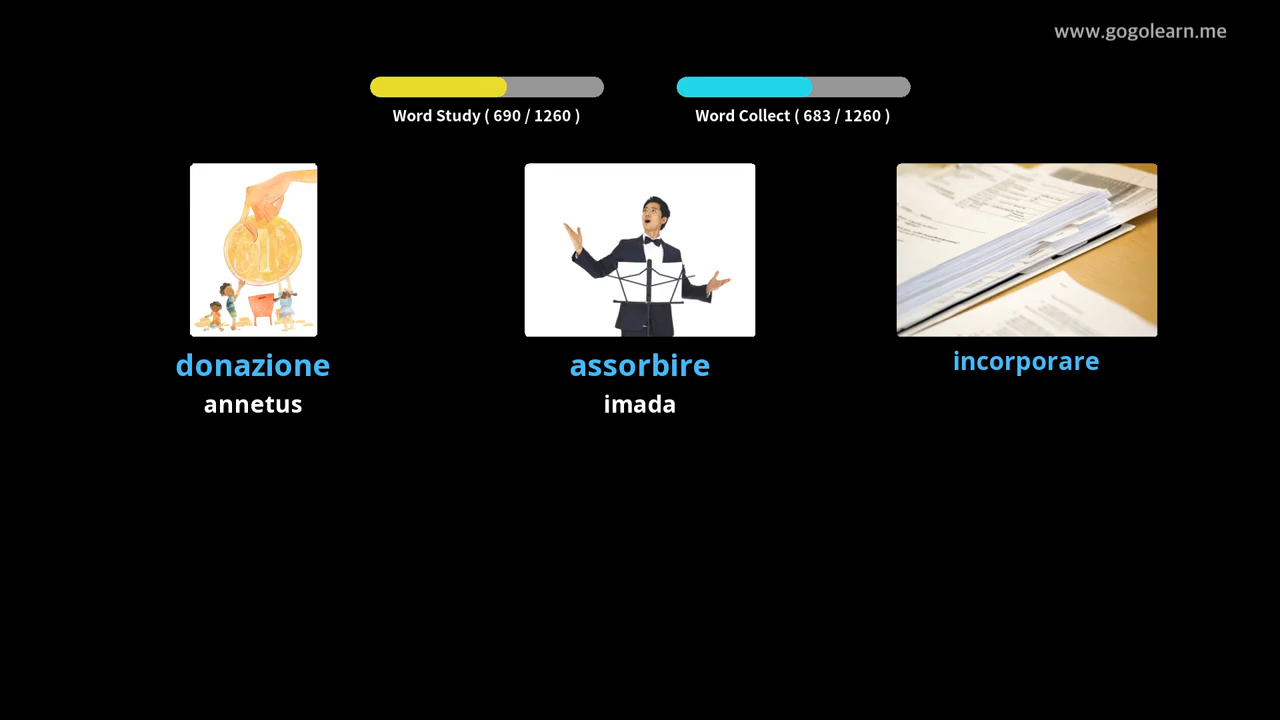 www.gogolearn.me
Word Study ( 690 / 1260 )
Word Collect ( 683 / 1260 )
donazione
annetus
assorbire
imada
incorporare